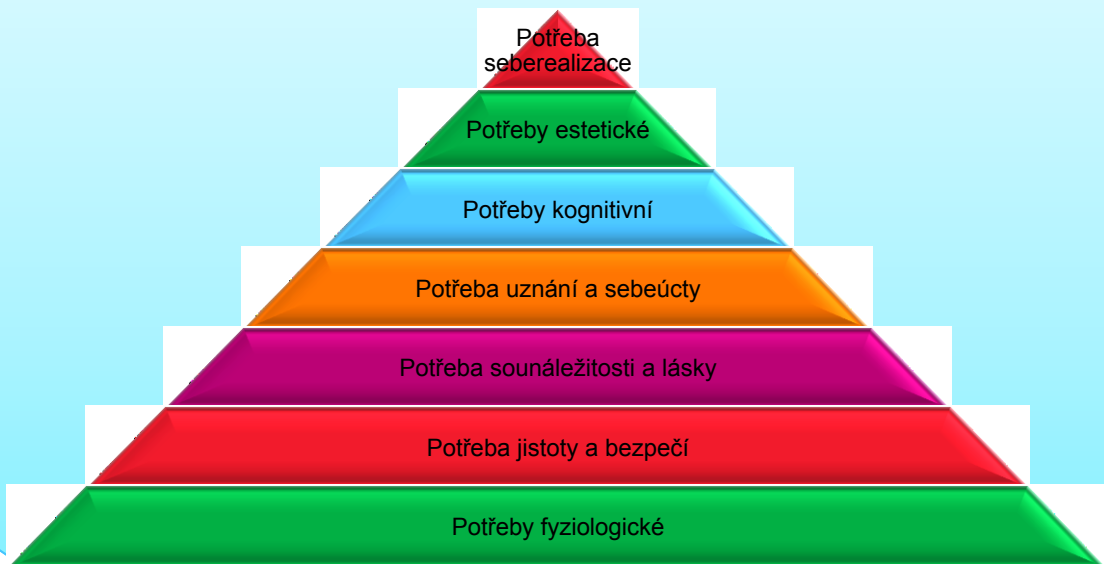 Potřeba
seberealizace
Potřeby estetické
Potřeby kognitivní
Potřeba uznání a sebeúcty
Potřeba sounáležitosti a lásky
Potřeba jistoty a bezpečí
Potřeby fyziologické